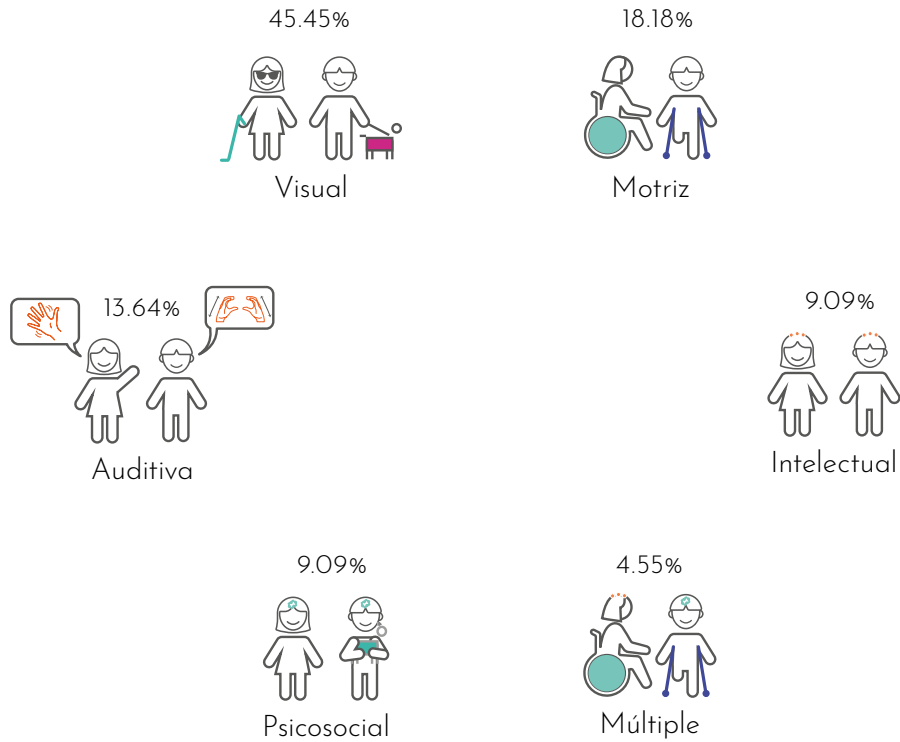 45.45%
Visual
18.18%
Motriz
13.64%
Auditiva
9.09%
Intelectual
9.09%
Psicosocial
4.55%
Múltiple